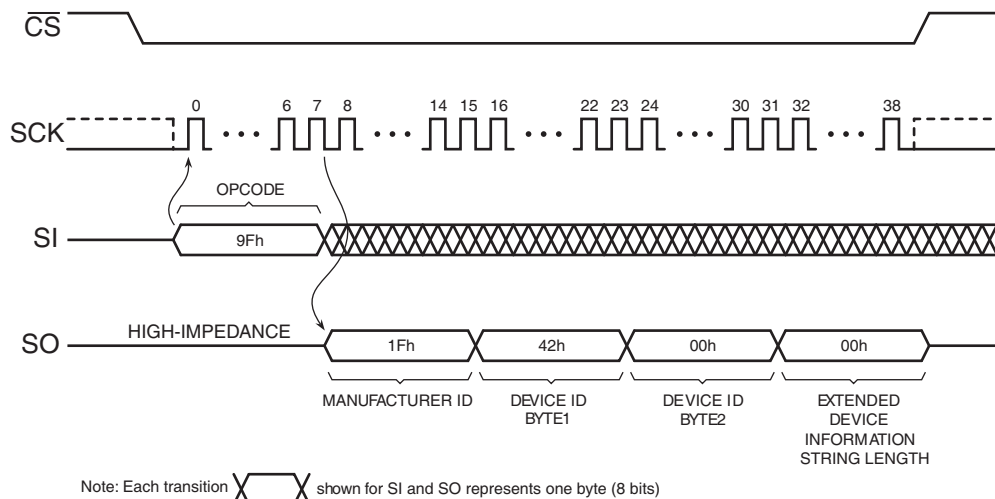 CS
0 6 7 8 14 15 16 22 23 24 30 31 32 38
SCK
OPCODE
SI
9Fh
HIGH-IMPEDANCE
SO
1Fh 42h 00h 00h
MANUFACTURER ID
DEVICE ID
BYTE1
DEVICE ID
BYTE2
EXTENDED
DEVICE
INFORMATION
STRING LENGTH
Note: Each transition shown for SI and SO represents one byte (8 bits)